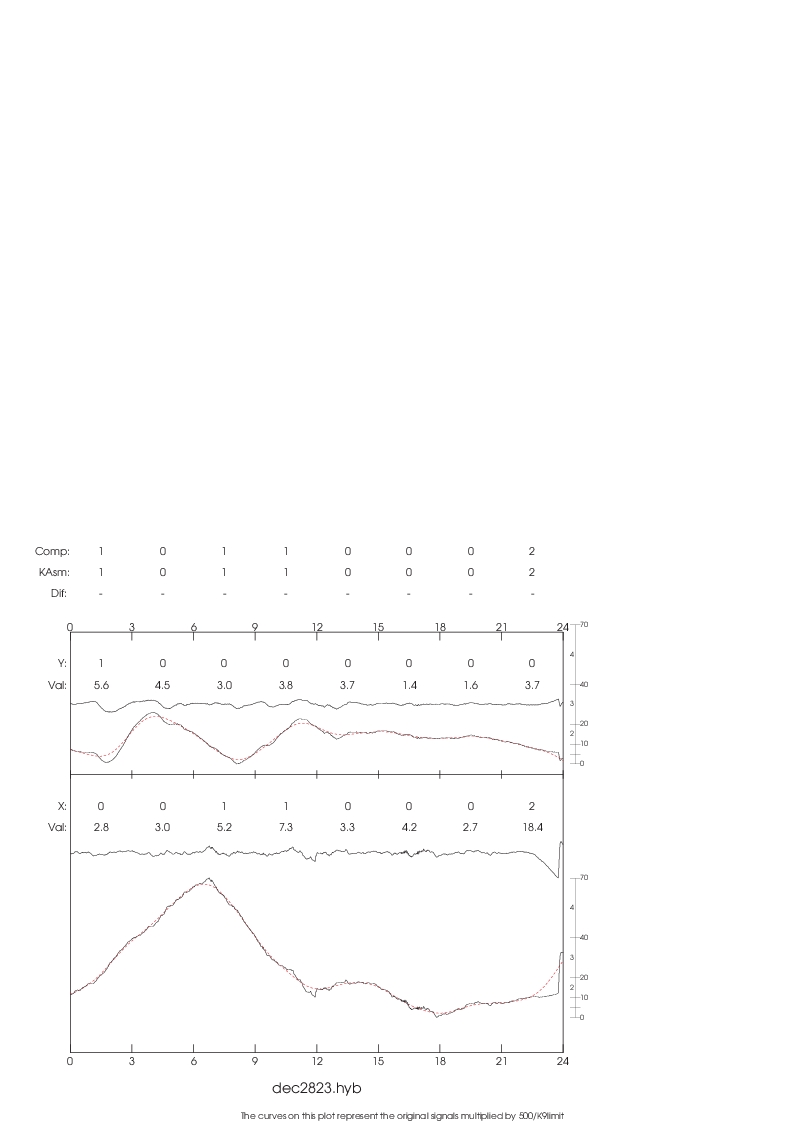 Comp: 1 0 1 1 0 0 0 2
KAsm: 1 0 1 1 0 0 0 2
Dif: - - - - - - - -
0 3 6 9 12 15 18 21 24
70
Y: 1 0 0 0 0 0 0 0
4
Val: 5.6 4.5 3.0 3.8 3.7 1.4 1.6 3.7
40
3
20
2
10
0
X: 0 0 1 1 0 0 0 2
Val: 2.8 3.0 5.2 7.3 3.3 4.2 2.7 18.4
70
4
40
3
20
2
10
0
0 3 6 9 12 15 18 21 24
dec2823.hyb
The curves on this plot represent the original signals multiplied by 500/K9limit